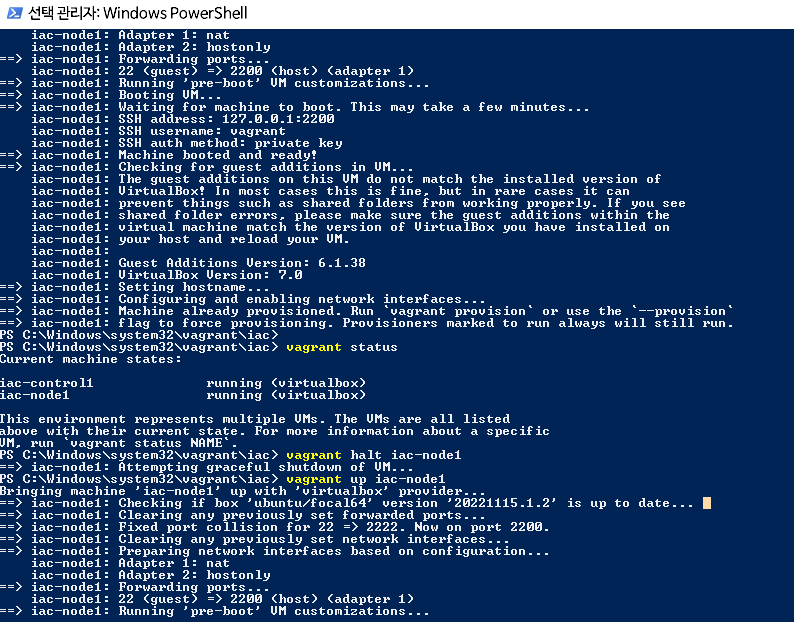 선택 관리자: Windows PowerShell
iac-node1: Adapter 1: nat
iac-node1: Adapter 2: hostonly
==> iac-node1: Forwarding ports...
iac-node1: 22 (guest) => 2200 (host) (adapter 1)
==> iac-node1: Running 'pre-boot' VM customizations...
==> iac-node1: Booting VM...
==> iac-node1: Waiting for machine to boot. This may take a few minutes...
iac-node1: SSH address: 127.0.0.1:2200
iac-node1: SSH username: vagrant
iac-node1: SSH auth method: private key
==> iac-node1: Machine booted and ready!
==> iac-node1: Checking for guest additions in VM...
iac-node1: The guest additions on this VM do not match the installed version of
iac-node1: VirtualBox! In most cases this is fine, but in rare cases it can
iac-node1: prevent things such as shared folders from working properly. If you see
iac-node1: shared folder errors, please make sure the guest additions within the
iac-node1: virtual machine match the version of VirtualBox you have installed on
iac-node1: your host and reload your VM.
iac-node1:
iac-node1: Guest Additions Version: 6.1.38
iac-node1: VirtualBox Version: 7.0
==> iac-node1: Setting hostname...
==> iac-node1: Configuring and enabling network interfaces...
==> iac-node1: Machine already provisioned. Run `vagrant provision` or use the `--provision`
==> iac-node1: flag to force provisioning. Provisioners marked to run always will still run.
PS C:\Windows\system32\vagrant\iac>
PS C:\Windows\system32\vagrant\iac> vagrant status
Current machine states:
iac-control1 running (virtualbox)
iac-node1 running (virtualbox)
This environment represents multiple VMs. The VMs are all listed
above with their current state. For more information about a specific
VM, run `vagrant status NAME`.
PS C:\Windows\system32\vagrant\iac> vagrant halt iac-node1
==> iac-node1: Attempting graceful shutdown of VM...
PS C:\Windows\system32\vagrant\iac> vagrant up iac-node1
Bringing machine 'iac-node1' up with 'virtualbox' provider...
==> iac-node1: Checking if box 'ubuntu/focal64' version '20221115.1.2' is up to date...
==> iac-node1: Clearing any previously set forwarded ports...
==> iac-node1: Fixed port collision for 22 => 2222. Now on port 2200.
==> iac-node1: Clearing any previously set network interfaces...
==> iac-node1: Preparing network interfaces based on configuration...
iac-node1: Adapter 1: nat
iac-node1: Adapter 2: hostonly
==> iac-node1: Forwarding ports...
iac-node1: 22 (guest) => 2200 (host) (adapter 1)
==> iac-node1: Running 'pre-boot' VM customizations...